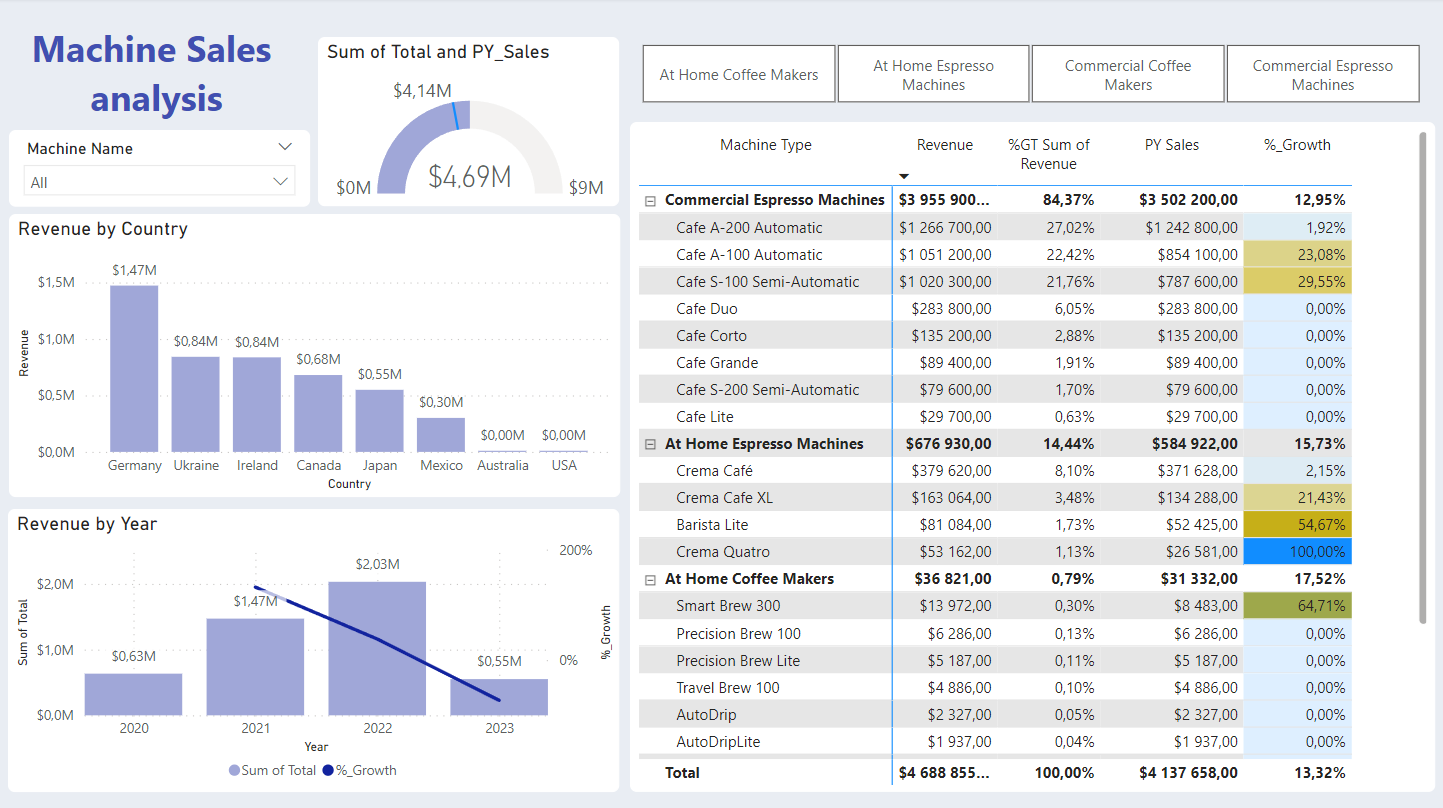 Machine Sales
analysis
Machine Name
All
Sum of Total and PY_Sales
$4,14M
$4,69M
$0M
$9M
At Home Coffee Makers
At Home Espresso
Machines
Commercial Coffee
Makers
Commercial Espresso
Machines
Revenue by Country
Revenue
$1,5M
$1,0M
$0,5M
$0,0M
$1,47M
$0,84M
$0,84M
$0,68M
$0,55M
$0,30M
$0,00M
$0,00M
Germany Ukraine Ireland Canada Japan Mexico Australia USA
Country
Revenue by Year
Sum of Total
$2,0M
$1,0M
$0,0M
$0,63M
$1,47M
$2,03M
$0,55M
200%
0%
%_Growth
2020 2021 2022 2023
Year
Sum of Total %_Growth
Machine Type Revenue %GT Sum of PY Sales %_Growth
Revenue
Commercial Espresso Machines $3 955 900... 84,37% $3 502 200,00 12,95%
Cafe A-200 Automatic $1 266 700,00 27,02% $1 242 800,00 1,92%
Cafe A-100 Automatic $1 051 200,00 22,42% $854 100,00 23,08%
Cafe S-100 Semi-Automatic $1 020 300,00 21,76% $787 600,00 29,55%
Cafe Duo $283 800,00 6,05% $283 800,00 0,00%
Cafe Corto $135 200,00 2,88% $135 200,00 0,00%
Cafe Grande $89 400,00 1,91% $89 400,00 0,00%
Cafe S-200 Semi-Automatic $79 600,00 1,70% $79 600,00 0,00%
Cafe Lite $29 700,00 0,63% $29 700,00 0,00%
At Home Espresso Machines $676 930,00 14,44% $584 922,00 15,73%
Crema Café $379 620,00 8,10% $371 628,00 2,15%
Crema Cafe XL $163 064,00 3,48% $134 288,00 21,43%
Barista Lite $81 084,00 1,73% $52 425,00 54,67%
Crema Quatro $53 162,00 1,13% $26 581,00 100,00%
At Home Coffee Makers $36 821,00 0,79% $31 332,00 17,52%
Smart Brew 300 $13 972,00 0,30% $8 483,00 64,71%
Precision Brew 100 $6 286,00 0,13% $6 286,00 0,00%
Precision Brew Lite $5 187,00 0,11% $5 187,00 0,00%
Travel Brew 100 $4 886,00 0,10% $4 886,00 0,00%
AutoDrip $2 327,00 0,05% $2 327,00 0,00%
AutoDripLite $1 937,00 0,04% $1 937,00 0,00%
Total $4 688 855... 100,00% $4 137 658,00 13,32%